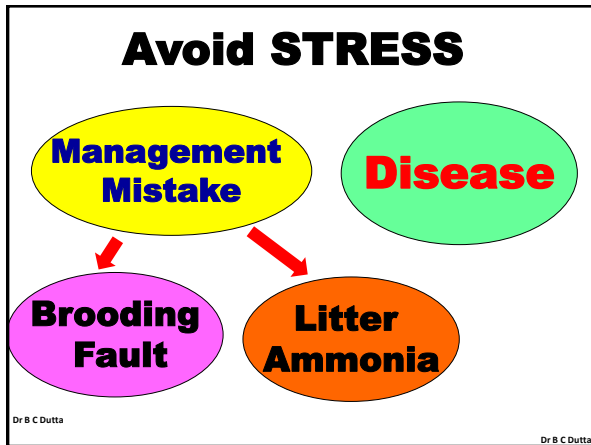 Avoid STRESS
Management
Mistake
Disease
Brooding
Fault
Litter
Ammonia
Dr B C Dutta
Dr B C Dutta